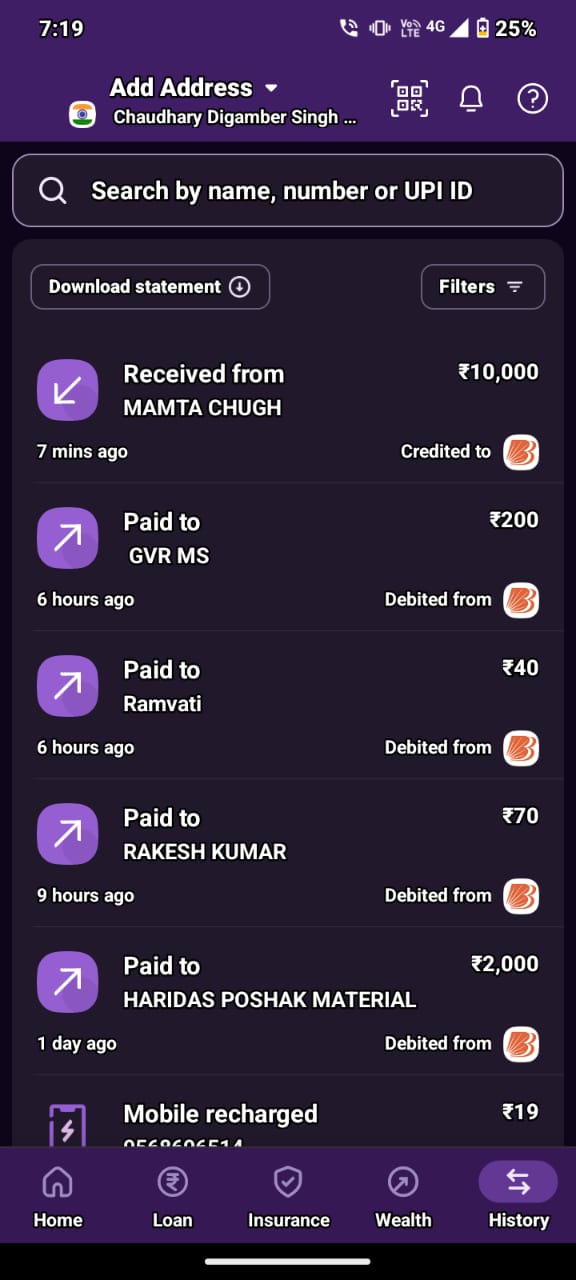 7:19
Vo)) LTE 4G 25%
Add Address
Chaudhary Digamber Singh ...
Search by name, number or UPI ID
Download statement
Filters
Received from ₹10,000
MAMTA CHUGH
7 mins ago Credited to
Paid to ₹200
GVR MS
6 hours ago Debited from
Paid to ₹40
Ramvati
6 hours ago Debited from
Paid to ₹70
RAKESH KUMAR
9 hours ago Debited from
Paid to ₹2,000
HARIDAS POSHAK MATERIAL
1 day ago Debited from
Mobile recharged ₹19
Home Loan Insurance Wealth History